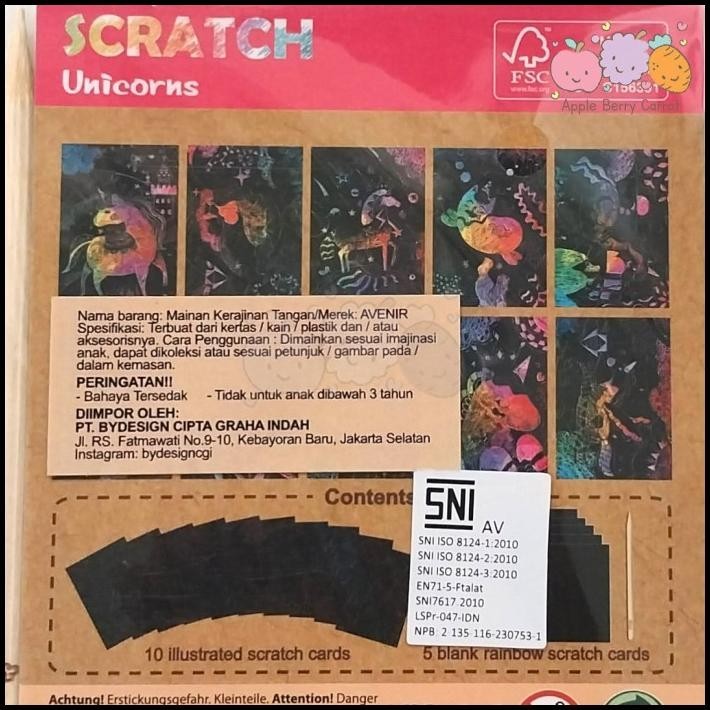 SCRATCH
Unicorns
FSC
www.fsc.org
Apple Berry Carrot
Nama barang: Mainan Kerajinan Tangan/Merek: AVENIR
Spesifikasi: Terbuat dari kertas / kain / plastik dan / atau
aksesorisnya. Cara Penggunaan : Dimainkan sesuai imajinasi
anak, dapat dikoleksi atau sesuai petunjuk / gambar pada /
dalam kemasan.
PERINGATAN!!
- Bahaya Tersedak - Tidak untuk anak dibawah 3 tahun
DIIMPOR OLEH:
PT. BYDESIGN CIPTA GRAHA INDAH
Jl. RS. Fatmawati No.9-10, Kebayoran Baru, Jakarta Selatan
Instagram: bydesigncgi
Contents
SNI
AV
SNI ISO 8124-1:2010
SNI ISO 8124-2:2010
SNI ISO 8124-3:2010
EN71-5-Ftalat
SNI7617:2010
LSPr-047-IDN
NPB: 2-135-116-230753-1
10 illustrated scratch cards
5 blank rainbow scratch cards
Achtung! Erstickungsgefahr. Kleinteile. Attention! Danger